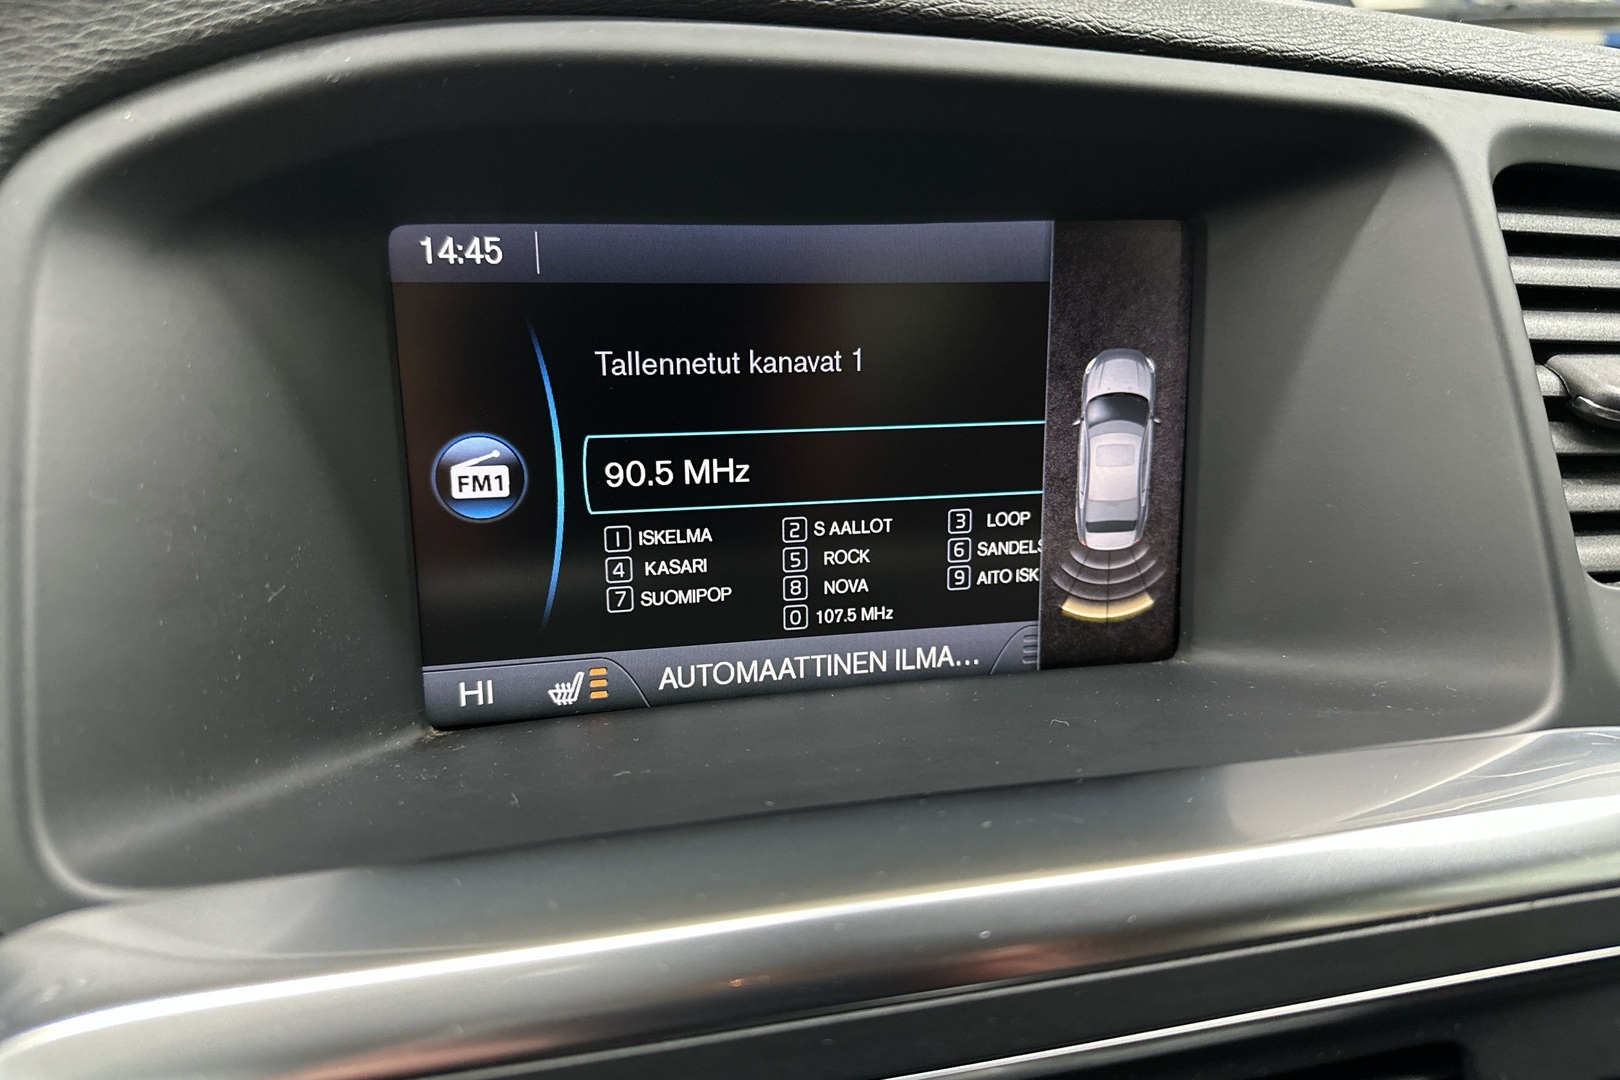 14:45
Tallennetut kanavat 1
FM1
90.5 MHz
1 ISKELMA 2 S AALLOT 3 LOOP
4 KASARI 5 ROCK 6 SANDELS
7 SUOMIPOP 8 NOVA 9 AITO ISK
0 107.5 MHz
HI AUTOMAATTINEN ILMA...